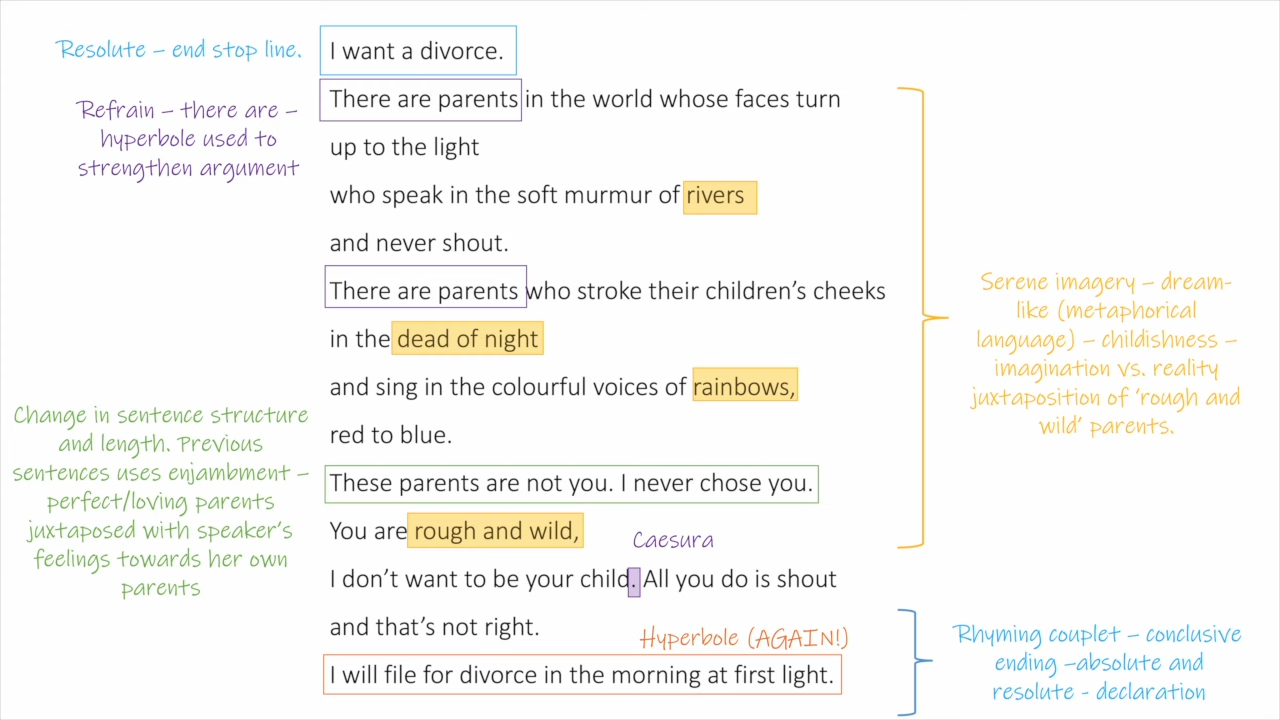 Resolute – end stop line.
I want a divorce.
Refrain – there are –
hyperbole used to
strengthen argument
There are parents in the world whose faces turn
up to the light
who speak in the soft murmur of rivers
and never shout.
There are parents who stroke their children's cheeks
in the dead of night
and sing in the colourful voices of rainbows,
red to blue.
Serene imagery – dream-
like (metaphorical
language) – childishness –
imagination vs. reality
juxtaposition of 'rough and
wild' parents.
Change in sentence structure
and length. Previous
sentences uses enjambment –
perfect/loving parents
juxtaposed with speaker's
feelings towards her own
parents
These parents are not you. I never chose you.
You are rough and wild,
Caesura
I don't want to be your child. All you do is shout
and that's not right.
Hyperbole (AGAIN!)
I will file for divorce in the morning at first light.
Rhyming couplet – conclusive
ending –absolute and
resolute - declaration